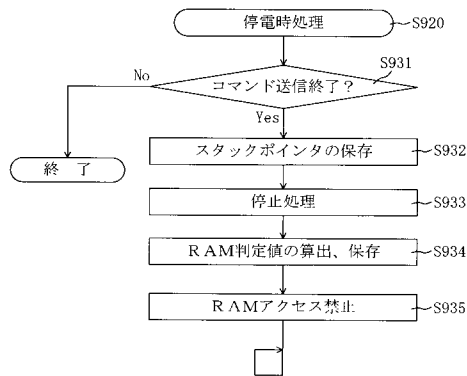 停電時処理
S920
S931
No
コマンド送信終了？
Yes
スタックポインタの保存
S932
終 了
停止処理
S933
ＲＡＭ判定値の算出、保存
S934
ＲＡＭアクセス禁止
S935